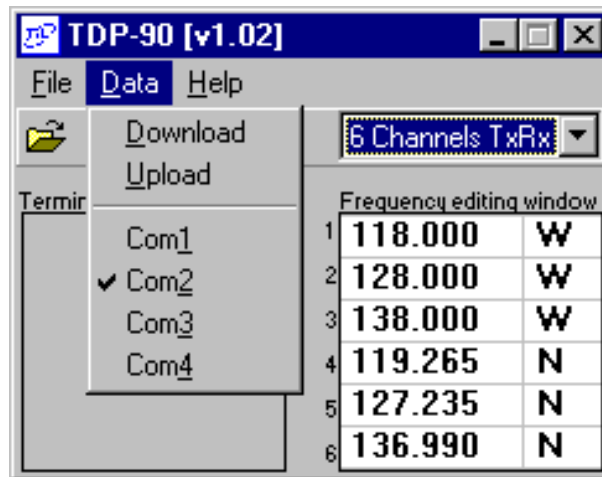 TDP-90 [v1.02]
File Data Help
6 Channels TxRx
Download
Upload
Com1
Com2
Com3
Com4
Termin
Frequency editing window
1 118.000 W
2 128.000 W
3 138.000 W
4 119.265 N
5 127.235 N
6 136.990 N